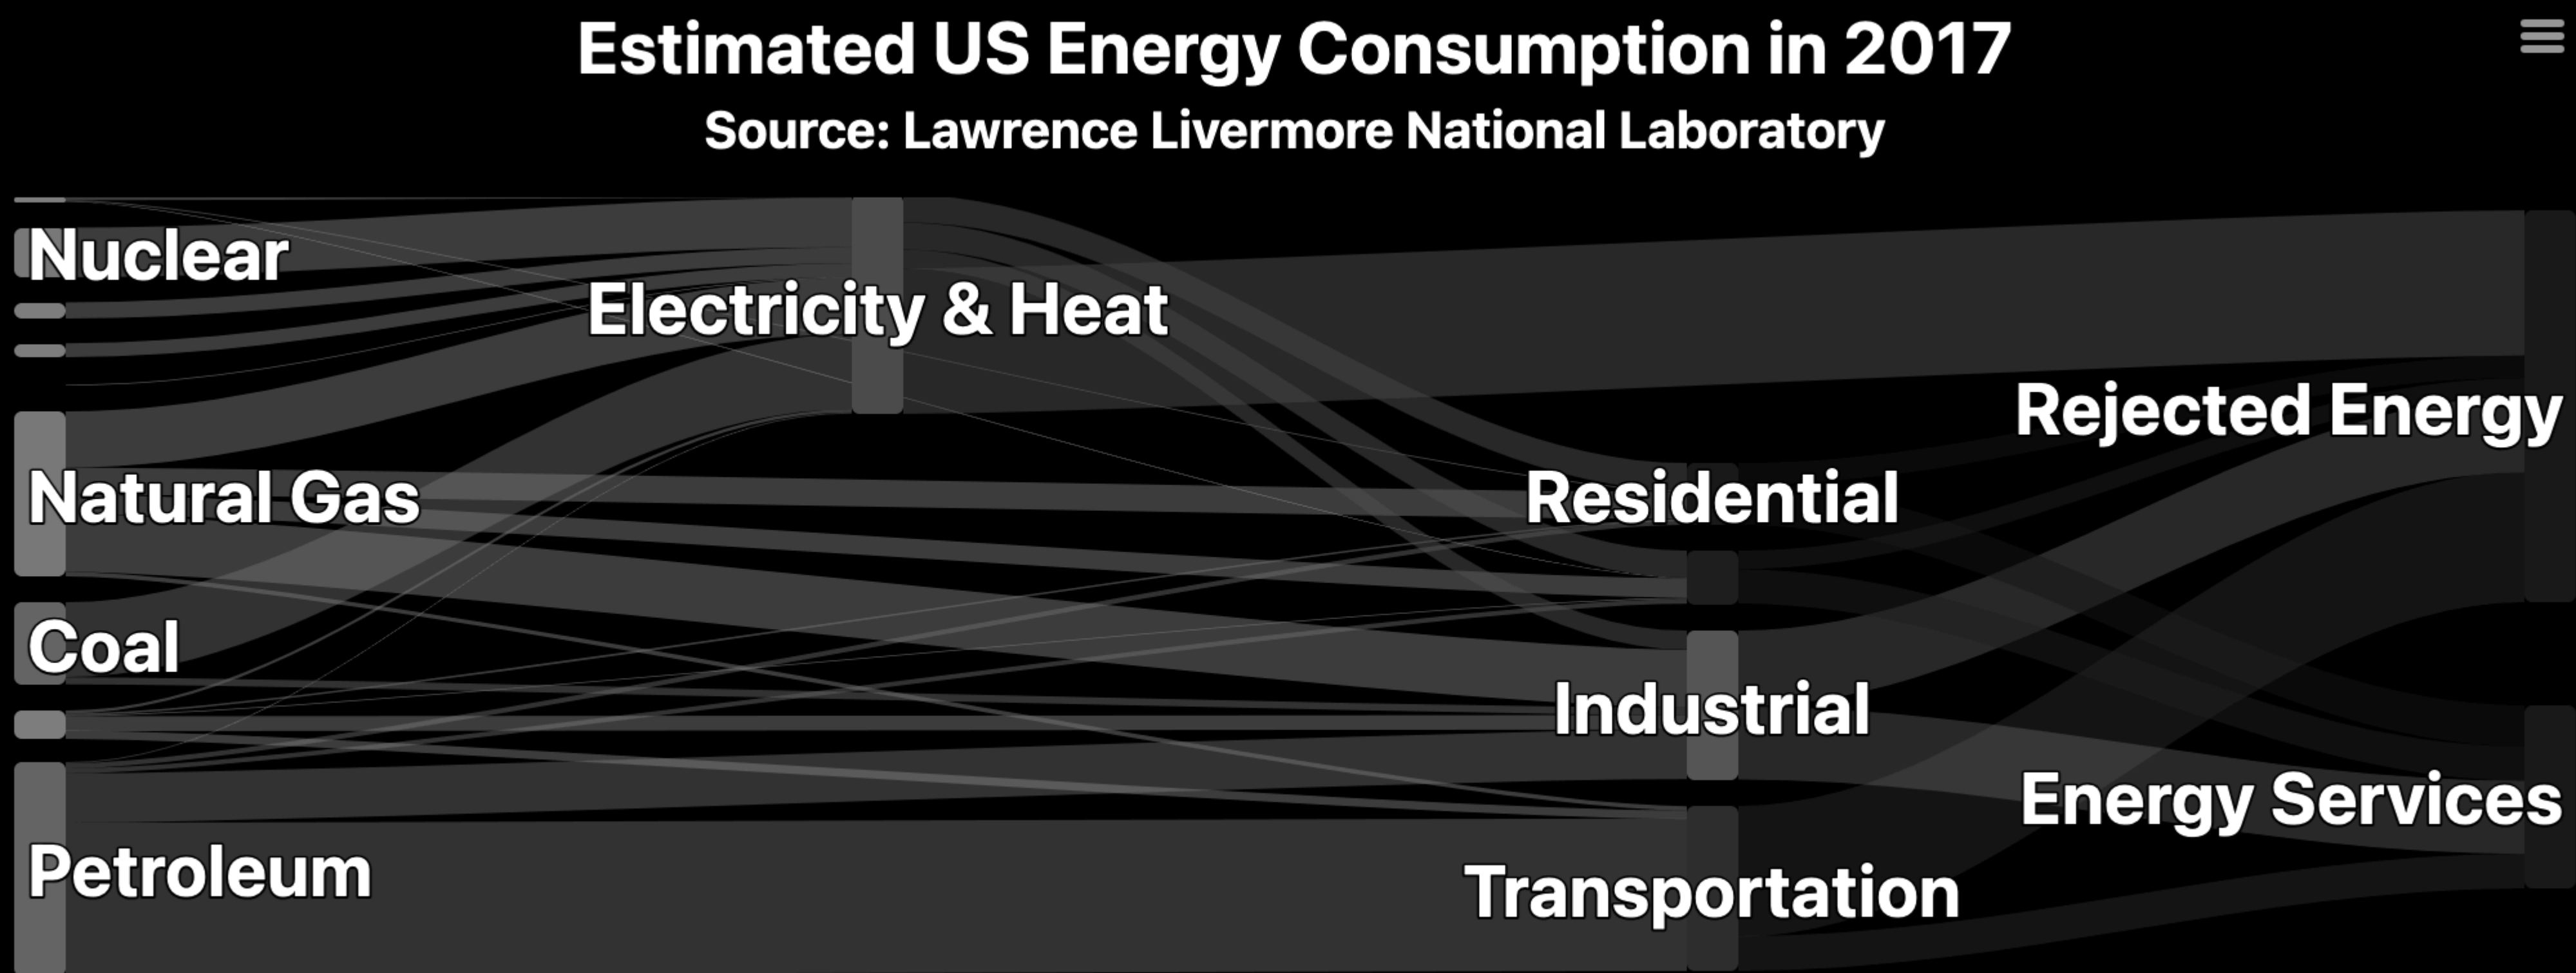 Estimated US Energy Consumption in 2017
Source: Lawrence Livermore National Laboratory
Nuclear
Electricity & Heat
Rejected Energy
Natural Gas
Residential
Coal
Industrial
Energy Services
Petroleum
Transportation